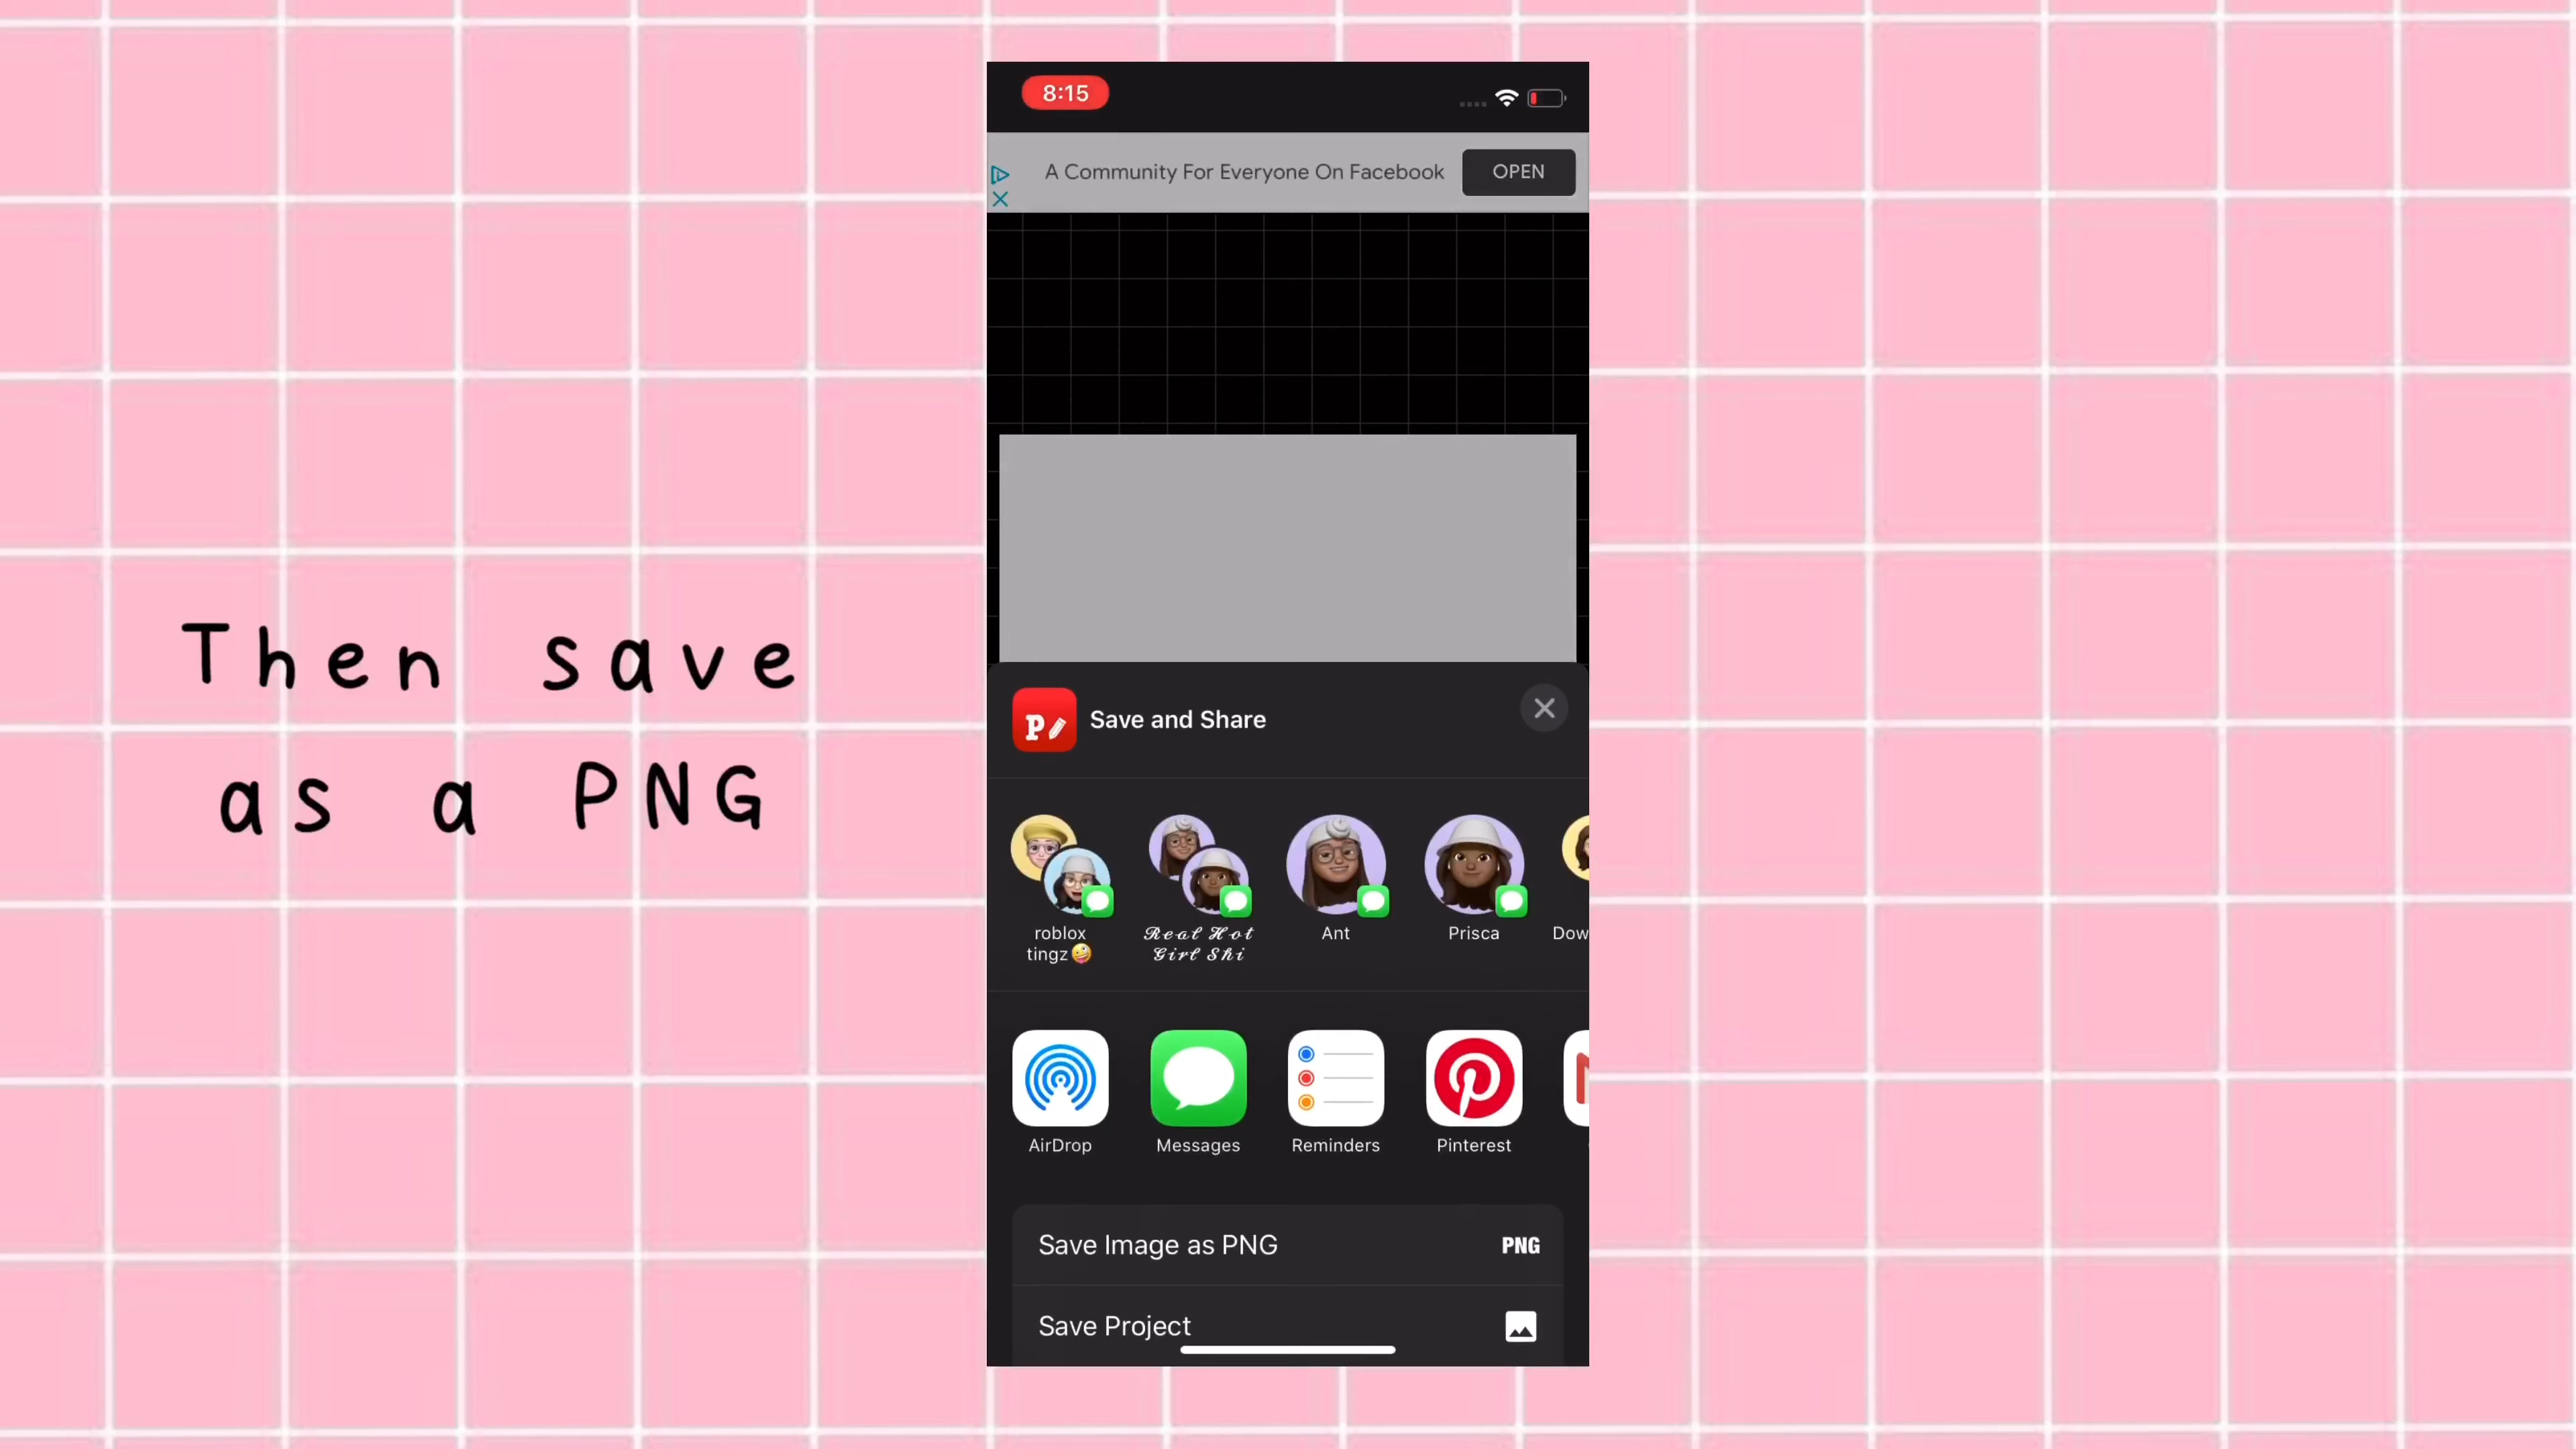 Then save
as a PNG
8:15
A Community For Everyone On Facebook
OPEN
Save and Share
roblox
tingz🤪
Real Hot
Girl Shi
Ant
Prisca
Dow
AirDrop
Messages
Reminders
Pinterest
Save Image as PNG
PNG
Save Project